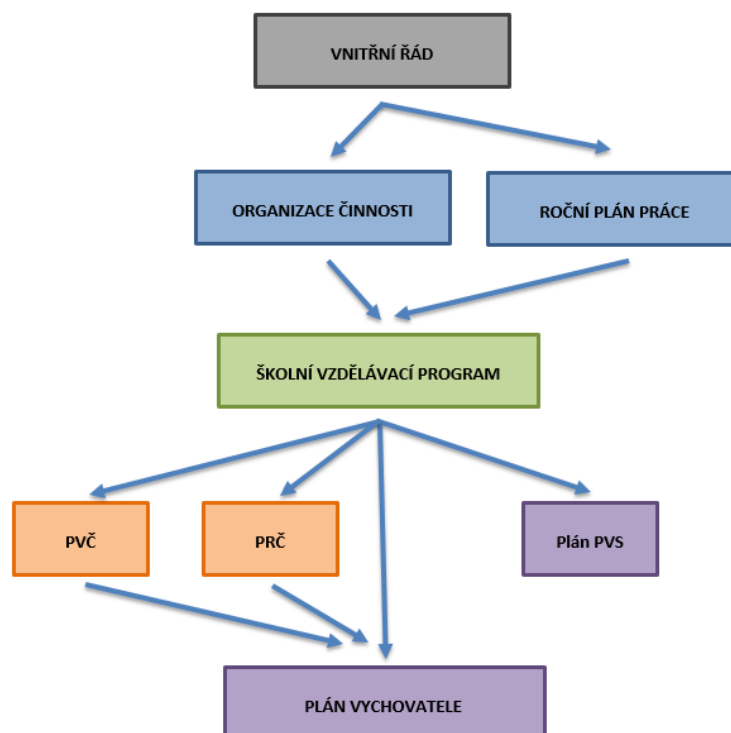 VNITŘNÍ ŘÁD
ORGANIZACE ČINNOSTI
ROČNÍ PLÁN PRÁCE
ŠKOLNÍ VZDĚLÁVACÍ PROGRAM
PVČ
PRČ
Plán PVS
PLÁN VYCHOVATELE